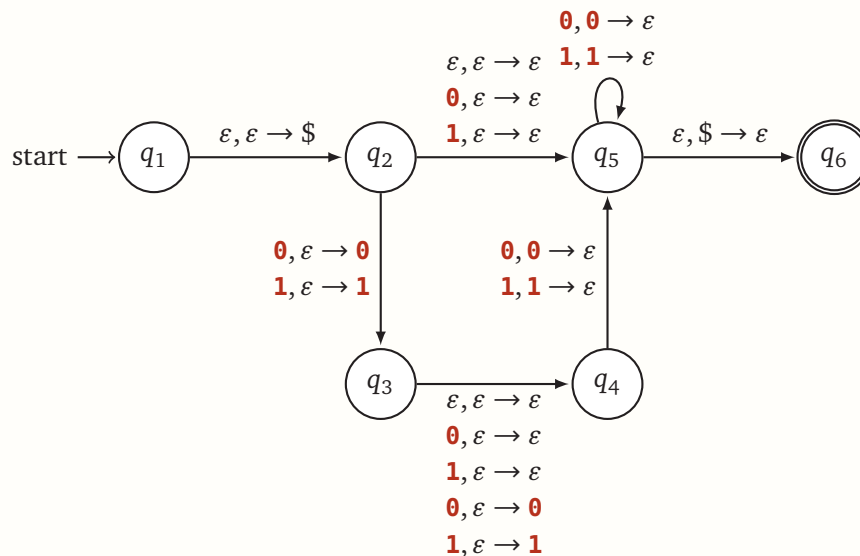 0, 0 → ε
1, 1 → ε
ε, ε → ε
0, ε → ε
1, ε → ε
start
q1
ε, ε → $
q2
q5
ε, $ → ε
q6
0, ε → 0
1, ε → 1
0, 0 → ε
1, 1 → ε
q3
q4
ε, ε → ε
0, ε → ε
1, ε → ε
0, ε → 0
1, ε → 1